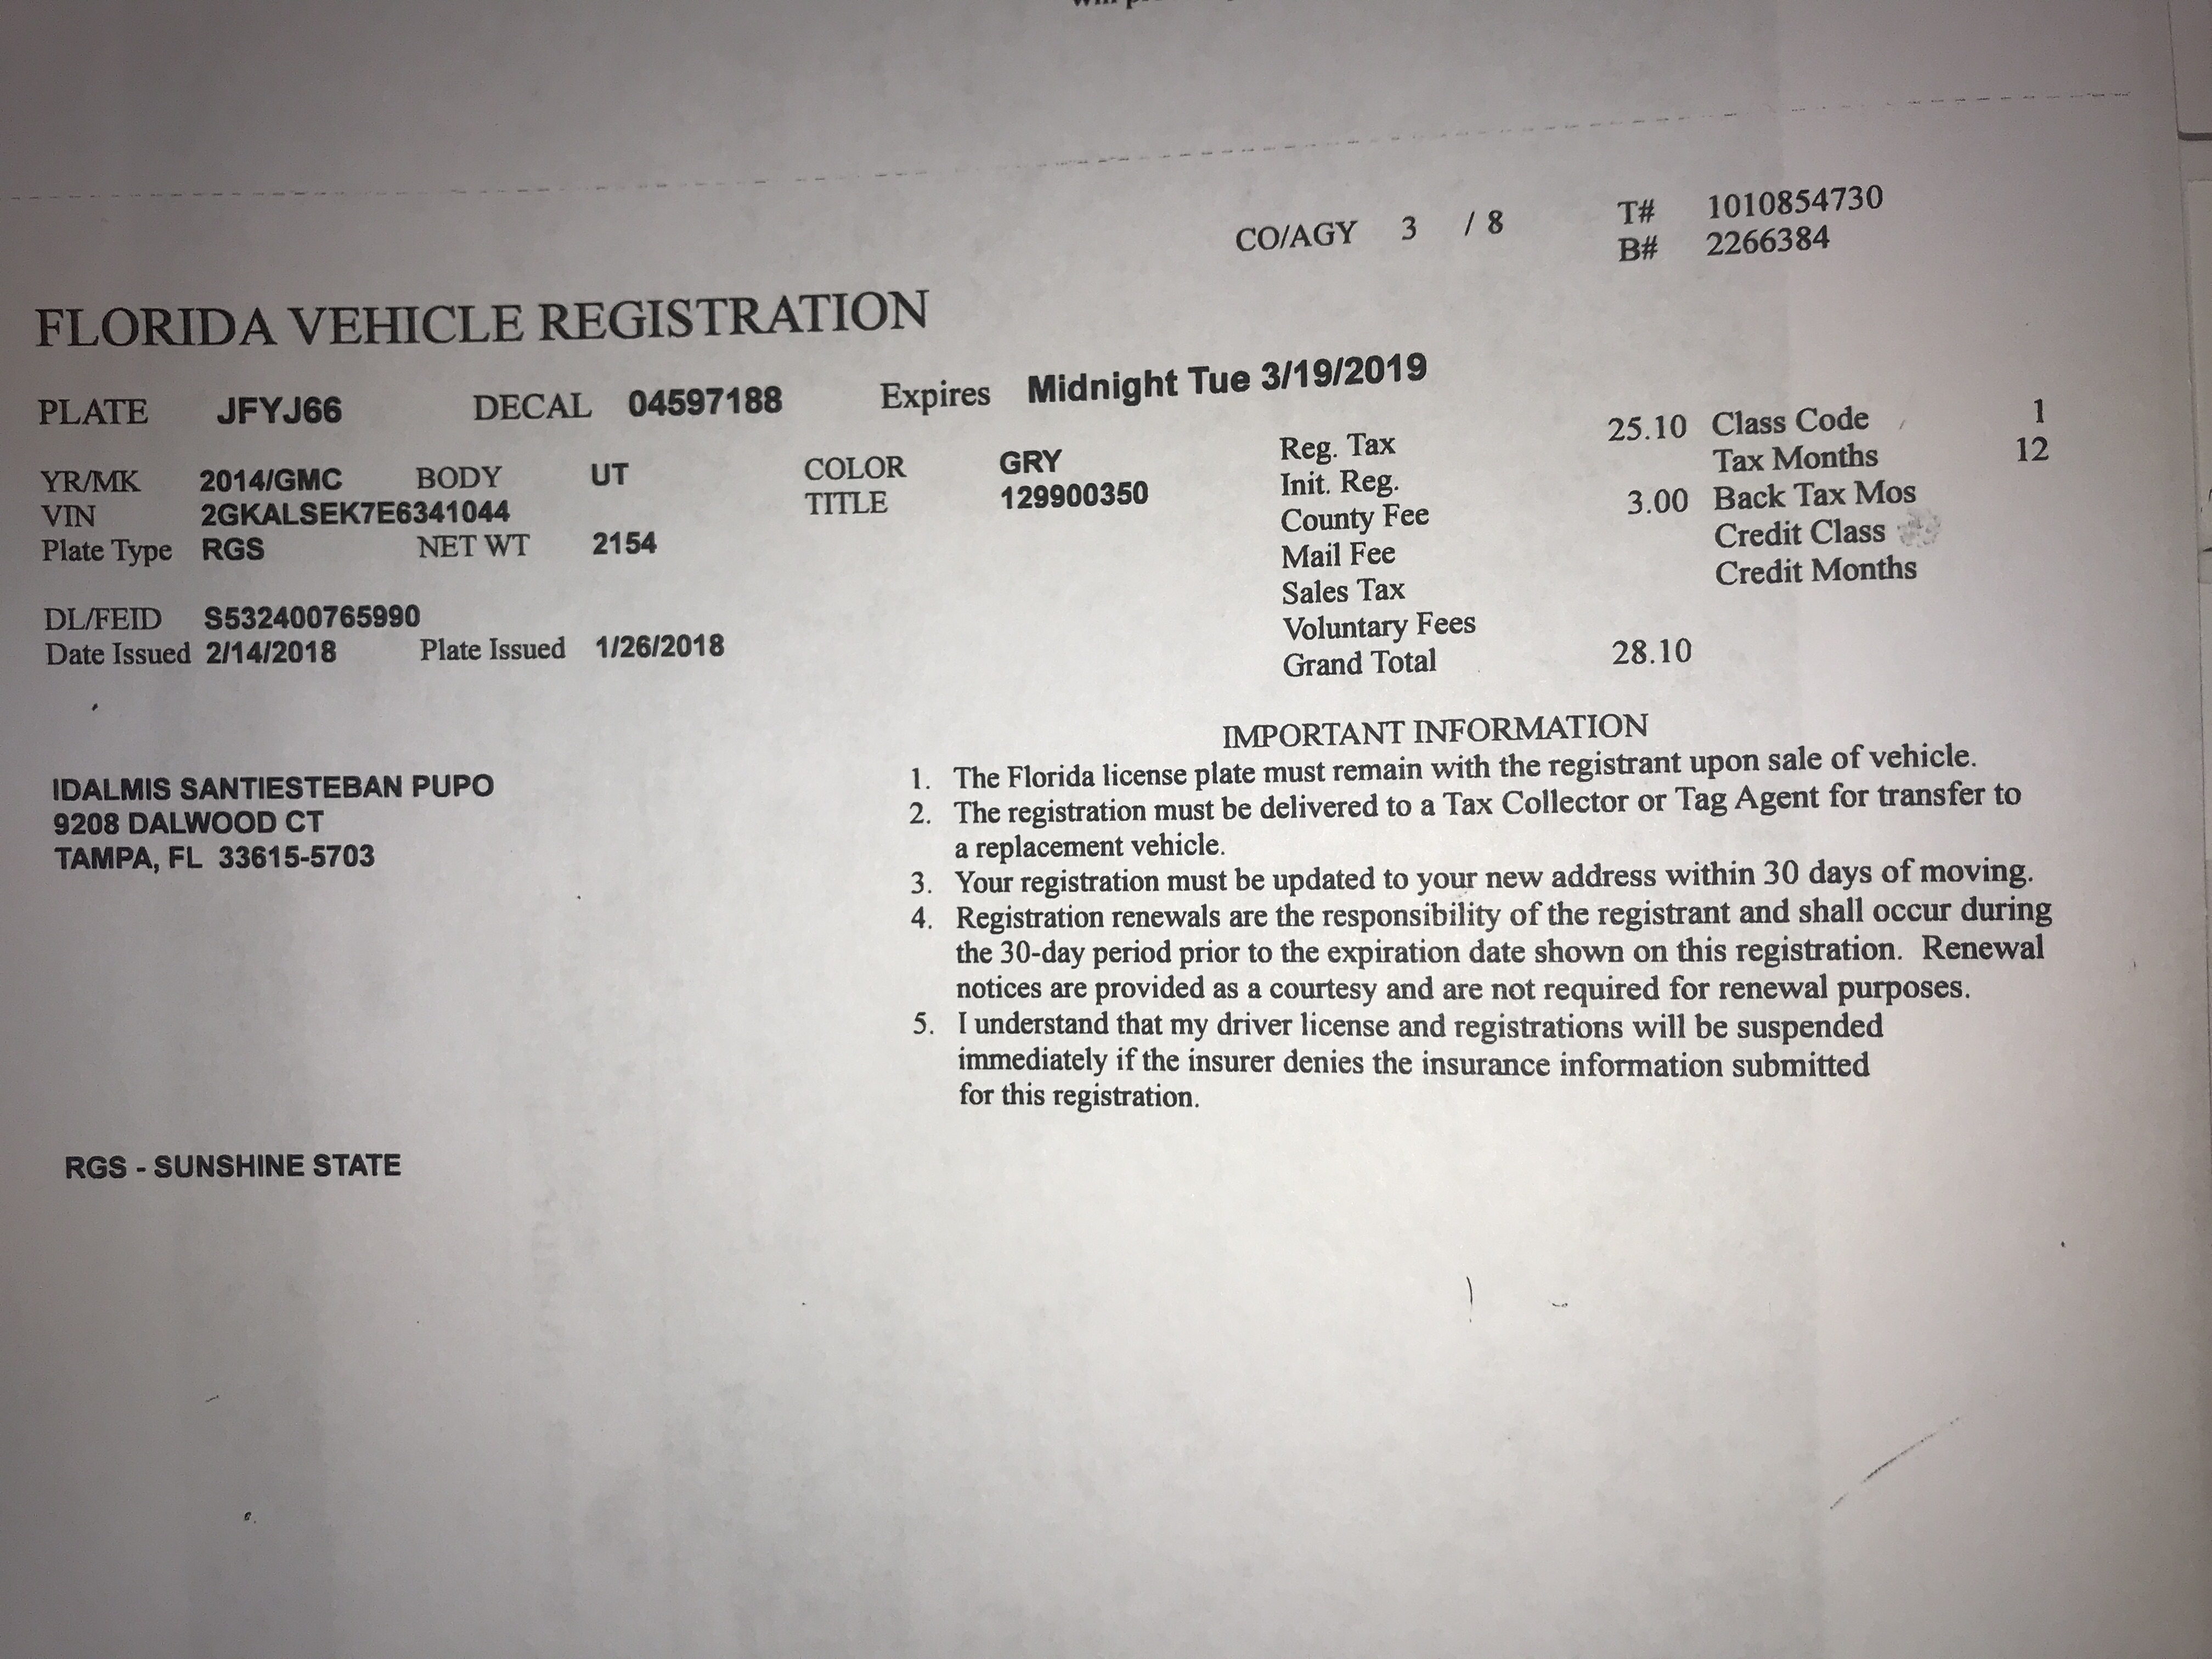 CO/AGY 3 / 8 T# 1010854730
B# 2266384
FLORIDA VEHICLE REGISTRATION
PLATE JFYJ66 DECAL 04597188 Expires Midnight Tue 3/19/2019
YR/MK 2014/GMC BODY UT COLOR GRY Reg. Tax 25.10 Class Code 1
VIN 2GKALSEK7E6341044 TITLE 129900350 Init. Reg. Tax Months 12
Plate Type RGS NET WT 2154 County Fee 3.00 Back Tax Mos
Mail Fee Credit Class
Sales Tax Credit Months
DL/FEID S532400765990 Voluntary Fees
Date Issued 2/14/2018 Plate Issued 1/26/2018 Grand Total 28.10
IMPORTANT INFORMATION
IDALMIS SANTIESTEBAN PUPO
9208 DALWOOD CT
TAMPA, FL 33615-5703
1. The Florida license plate must remain with the registrant upon sale of vehicle.
2. The registration must be delivered to a Tax Collector or Tag Agent for transfer to
a replacement vehicle.
3. Your registration must be updated to your new address within 30 days of moving.
4. Registration renewals are the responsibility of the registrant and shall occur during
the 30-day period prior to the expiration date shown on this registration. Renewal
notices are provided as a courtesy and are not required for renewal purposes.
5. I understand that my driver license and registrations will be suspended
immediately if the insurer denies the insurance information submitted
for this registration.
RGS - SUNSHINE STATE